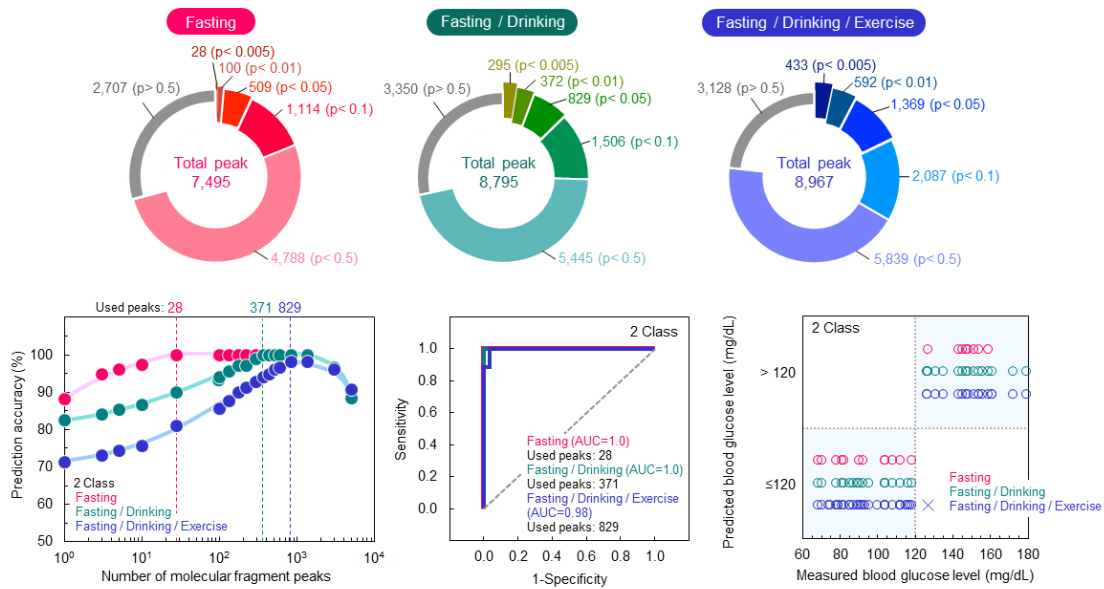 Fasting
Fasting / Drinking
Fasting / Drinking / Exercise
28 (p< 0.005)
100 (p< 0.01)
509 (p< 0.05)
1,114 (p< 0.1)
2,707 (p> 0.5)
Total peak
7,495
4,788 (p< 0.5)
295 (p< 0.005)
372 (p< 0.01)
829 (p< 0.05)
1,506 (p< 0.1)
3,350 (p> 0.5)
Total peak
8,795
5,445 (p< 0.5)
433 (p< 0.005)
592 (p< 0.01)
1,369 (p< 0.05)
2,087 (p< 0.1)
3,128 (p> 0.5)
Total peak
8,967
5,839 (p< 0.5)
Used peaks: 28 371 829
Prediction accuracy (%)
100
90
80
70
60
50
2 Class
Fasting
Fasting / Drinking
Fasting / Drinking / Exercise
10⁰ 10¹ 10² 10³ 10⁴
Number of molecular fragment peaks
2 Class
Sensitivity
1.0
0.8
0.6
0.4
0.2
0.0
Fasting (AUC=1.0)
Used peaks: 28
Fasting / Drinking (AUC=1.0)
Used peaks: 371
Fasting / Drinking / Exercise
(AUC=0.98)
Used peaks: 829
0.0 0.2 0.4 0.6 0.8 1.0
1-Specificity
2 Class
Predicted blood glucose level (mg/dL)
> 120
≤120
Fasting
Fasting / Drinking
Fasting / Drinking / Exercise
60 80 100 120 140 160 180
Measured blood glucose level (mg/dL)